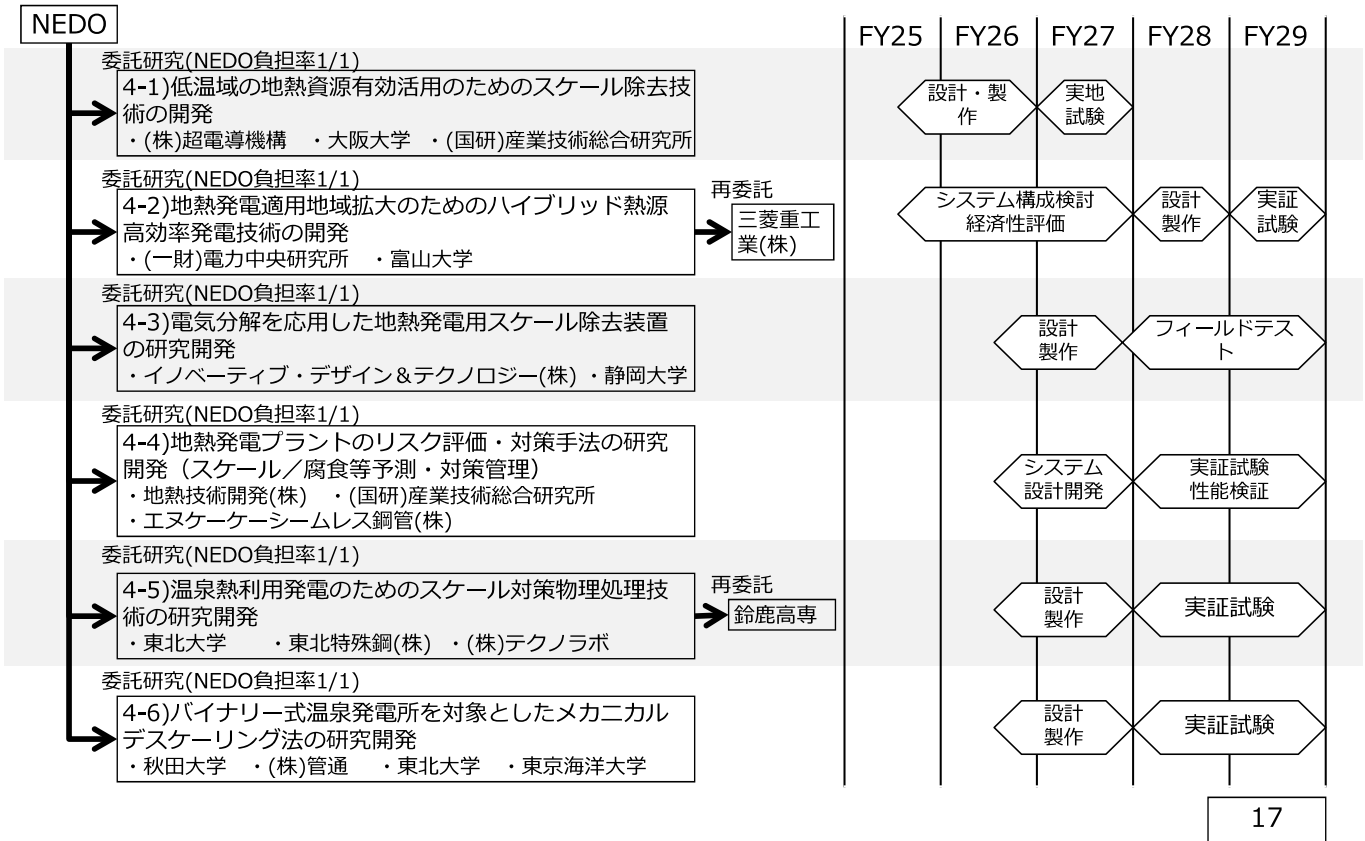 NEDO
FY25 FY26 FY27 FY28 FY29
委託研究(NEDO負担率1/1)
4-1)低温域の地熱資源有効活用のためのスケール除去技
術の開発
・(株)超電導機構 ・大阪大学 ・(国研)産業技術総合研究所
設計・製
作
実地
試験
委託研究(NEDO負担率1/1)
4-2)地熱発電適用地域拡大のためのハイブリッド熱源
高効率発電技術の開発
・(一財)電力中央研究所 ・富山大学
再委託
三菱重工
業(株)
システム構成検討
経済性評価
設計
製作
実証
試験
委託研究(NEDO負担率1/1)
4-3)電気分解を応用した地熱発電用スケール除去装置
の研究開発
・イノベーティブ・デザイン＆テクノロジー(株) ・静岡大学
設計
製作
フィールドテス
ト
委託研究(NEDO負担率1/1)
4-4)地熱発電プラントのリスク評価・対策手法の研究
開発（スケール／腐食等予測・対策管理）
・地熱技術開発(株) ・(国研)産業技術総合研究所
・エヌケーケーシームレス鋼管(株)
システム
設計開発
実証試験
性能検証
委託研究(NEDO負担率1/1)
4-5)温泉熱利用発電のためのスケール対策物理処理技
術の研究開発
・東北大学 ・東北特殊鋼(株) ・(株)テクノラボ
再委託
鈴鹿高専
設計
製作
実証試験
委託研究(NEDO負担率1/1)
4-6)バイナリー式温泉発電所を対象としたメカニカル
デスケーリング法の研究開発
・秋田大学 ・(株)管通 ・東北大学 ・東京海洋大学
設計
製作
実証試験
17